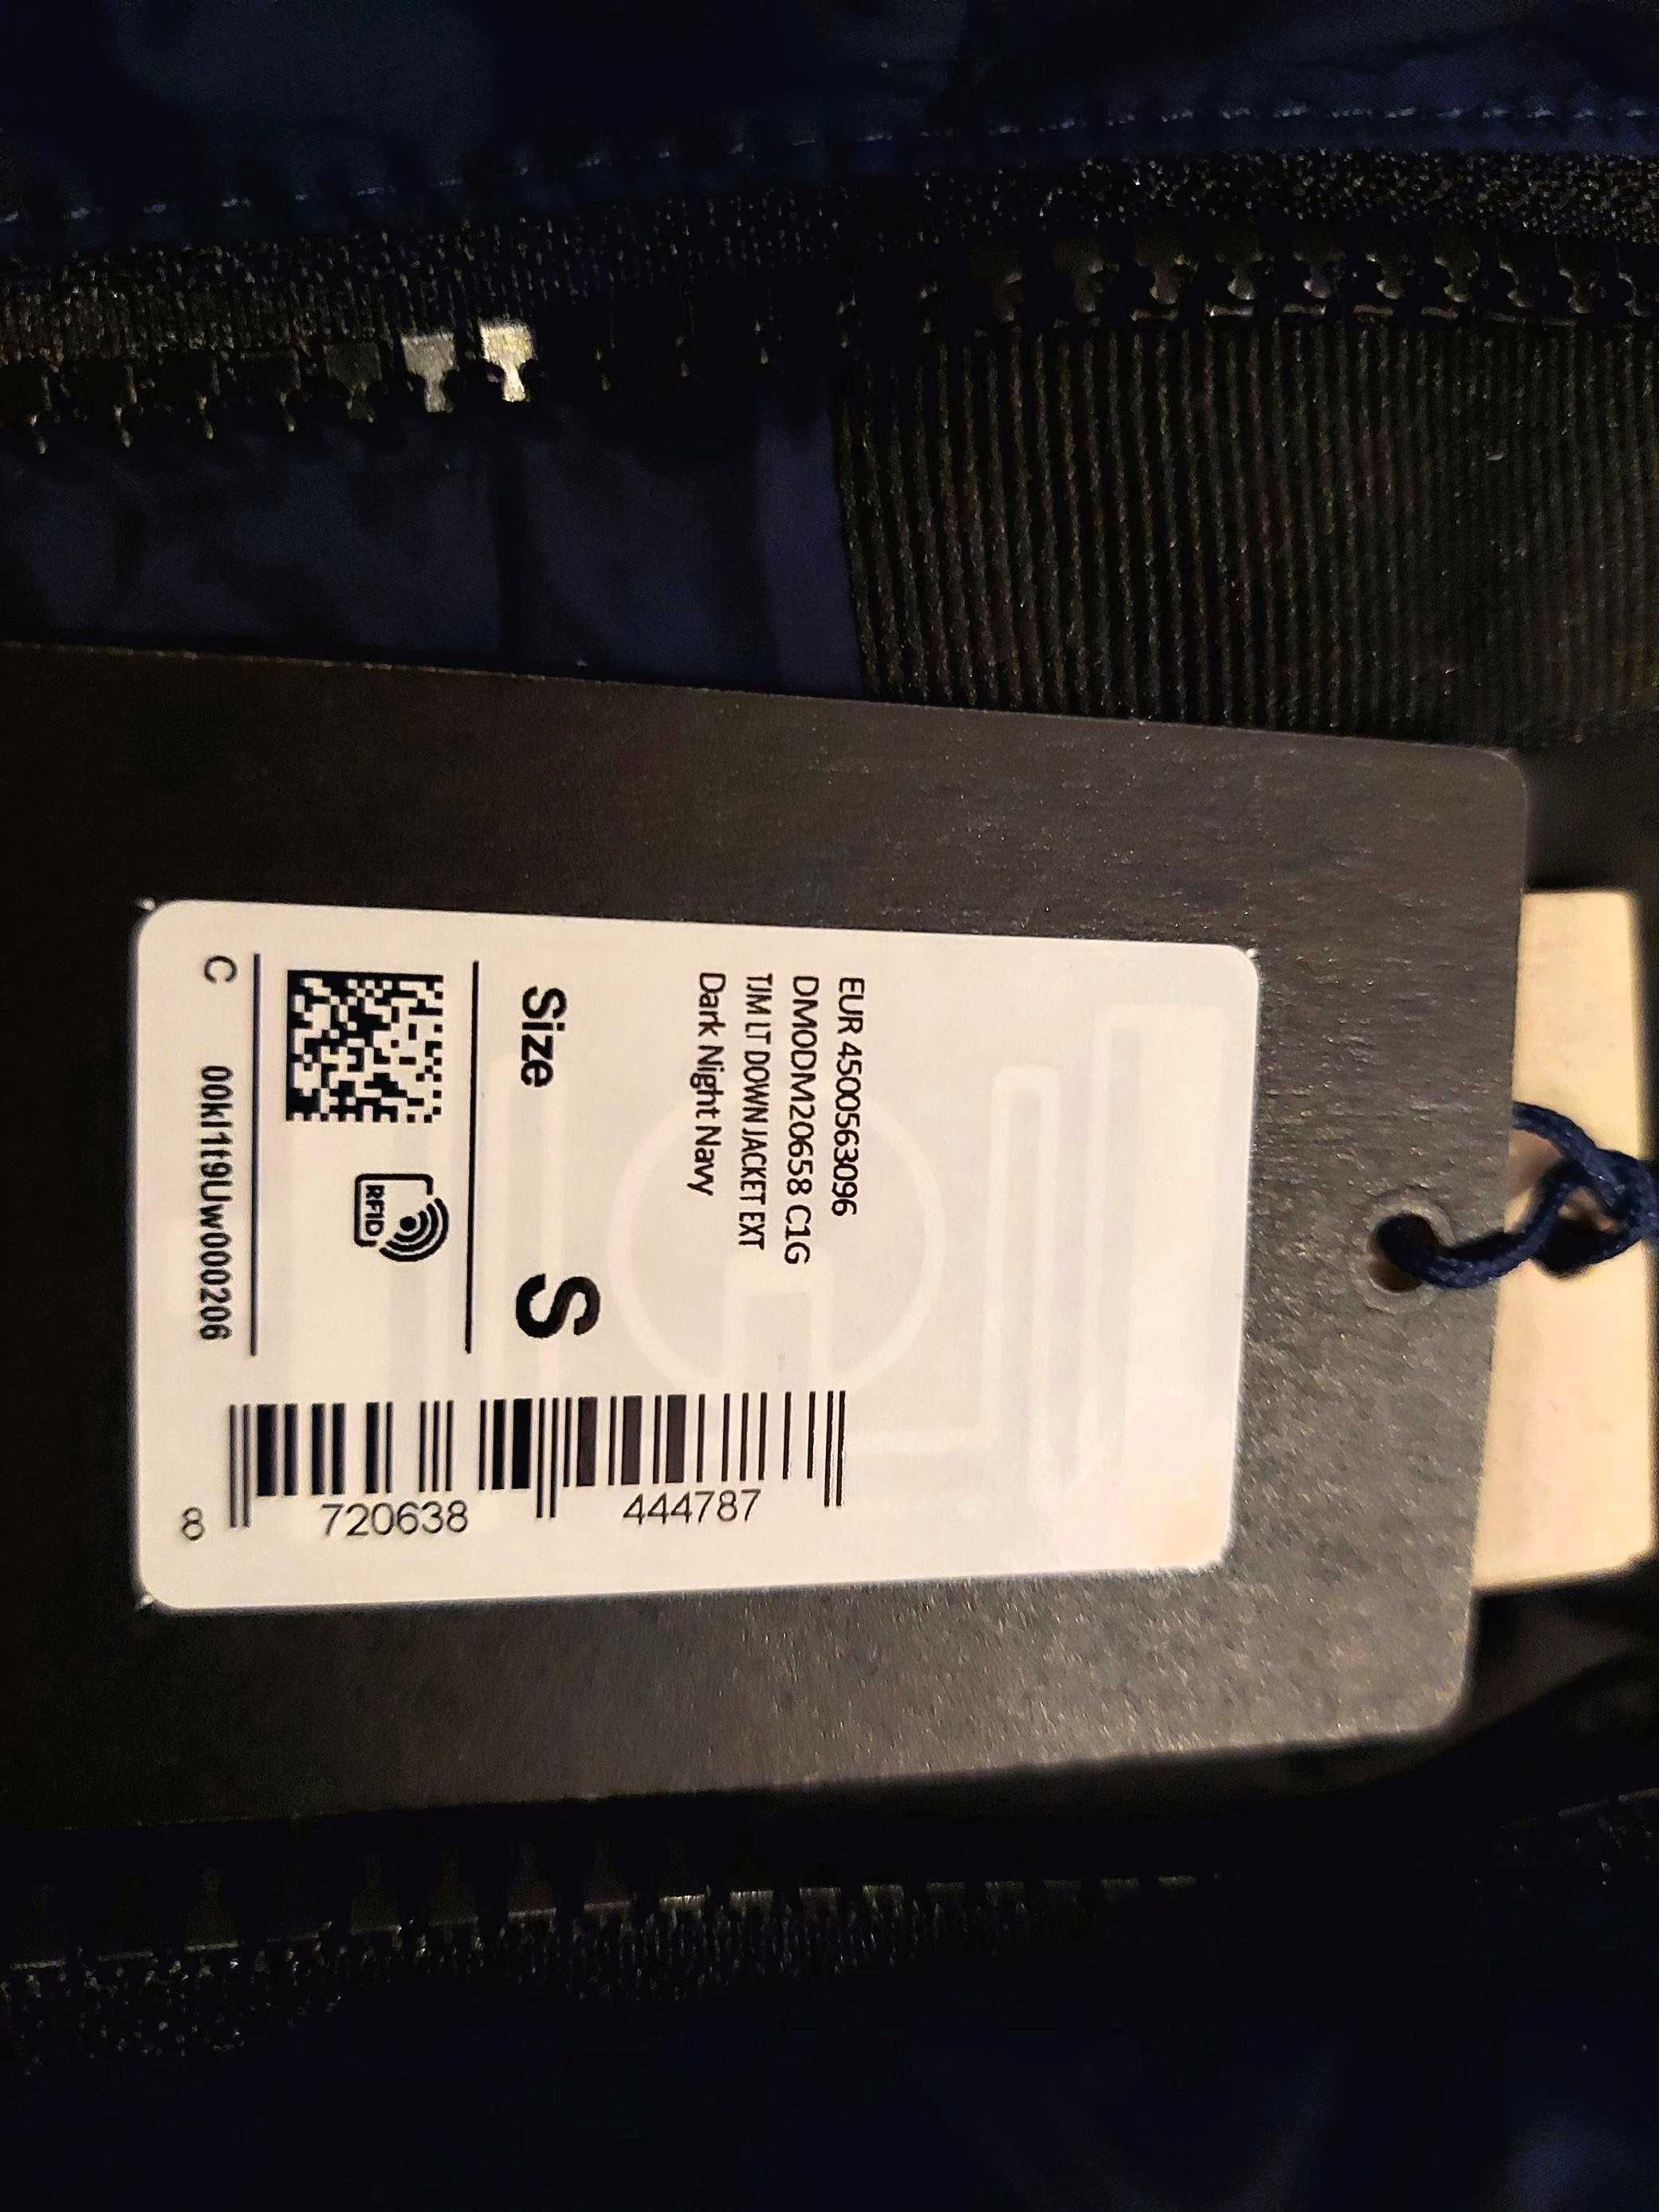 EUR 4500563096
DM0DM20658 C1G
TJM LT DOWN JACKET EXT
Dark Night Navy
Size S
RFID
C 00kl1t9Uw000206
8 720638 444787